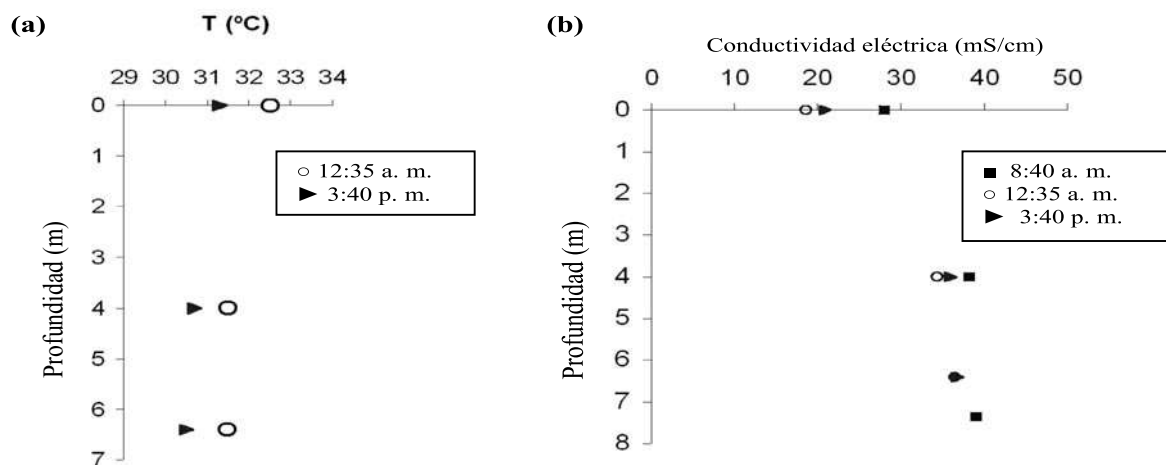 (a)
T (ºC)
29 30 31 32 33 34
0
1
2
3
4
5
6
7
Profundidad (m)
12:35 a. m.
3:40 p. m.
(b)
Conductividad eléctrica (mS/cm)
0 10 20 30 40 50
0
1
2
3
4
5
6
7
8
Profundidad (m)
8:40 a. m.
12:35 a. m.
3:40 p. m.